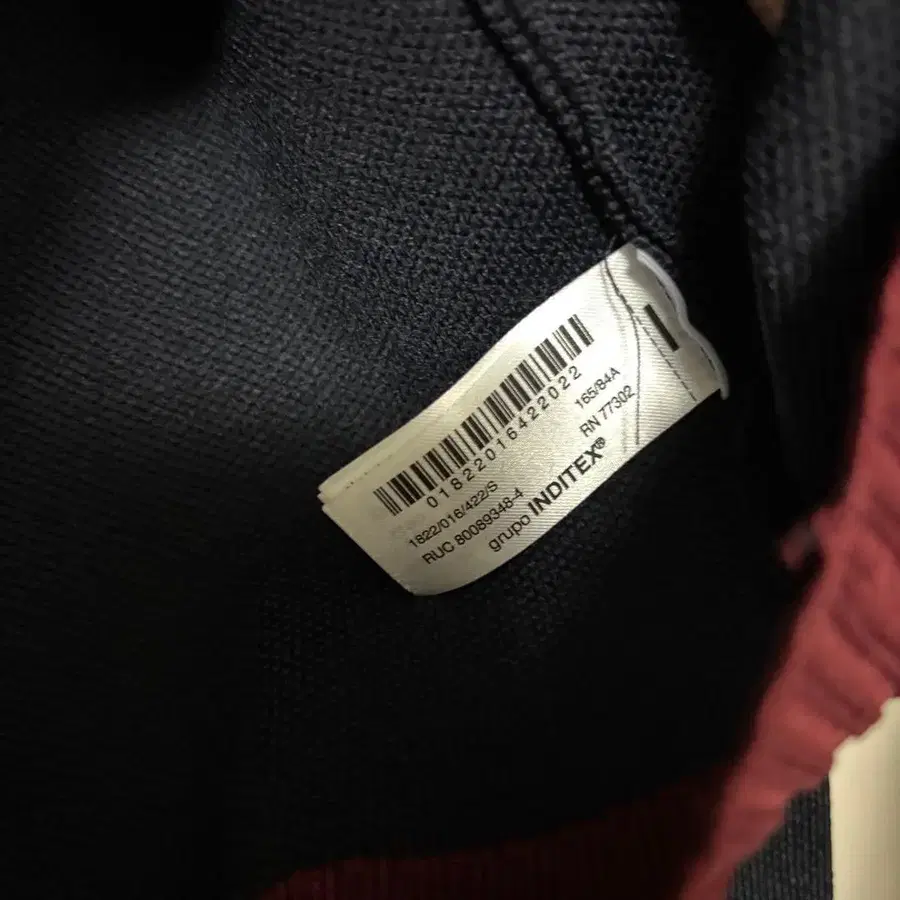 01822016422022
1822/016/422/S 165/84A
RUC 80089348-4 RN 77302
grupo INDITEX®